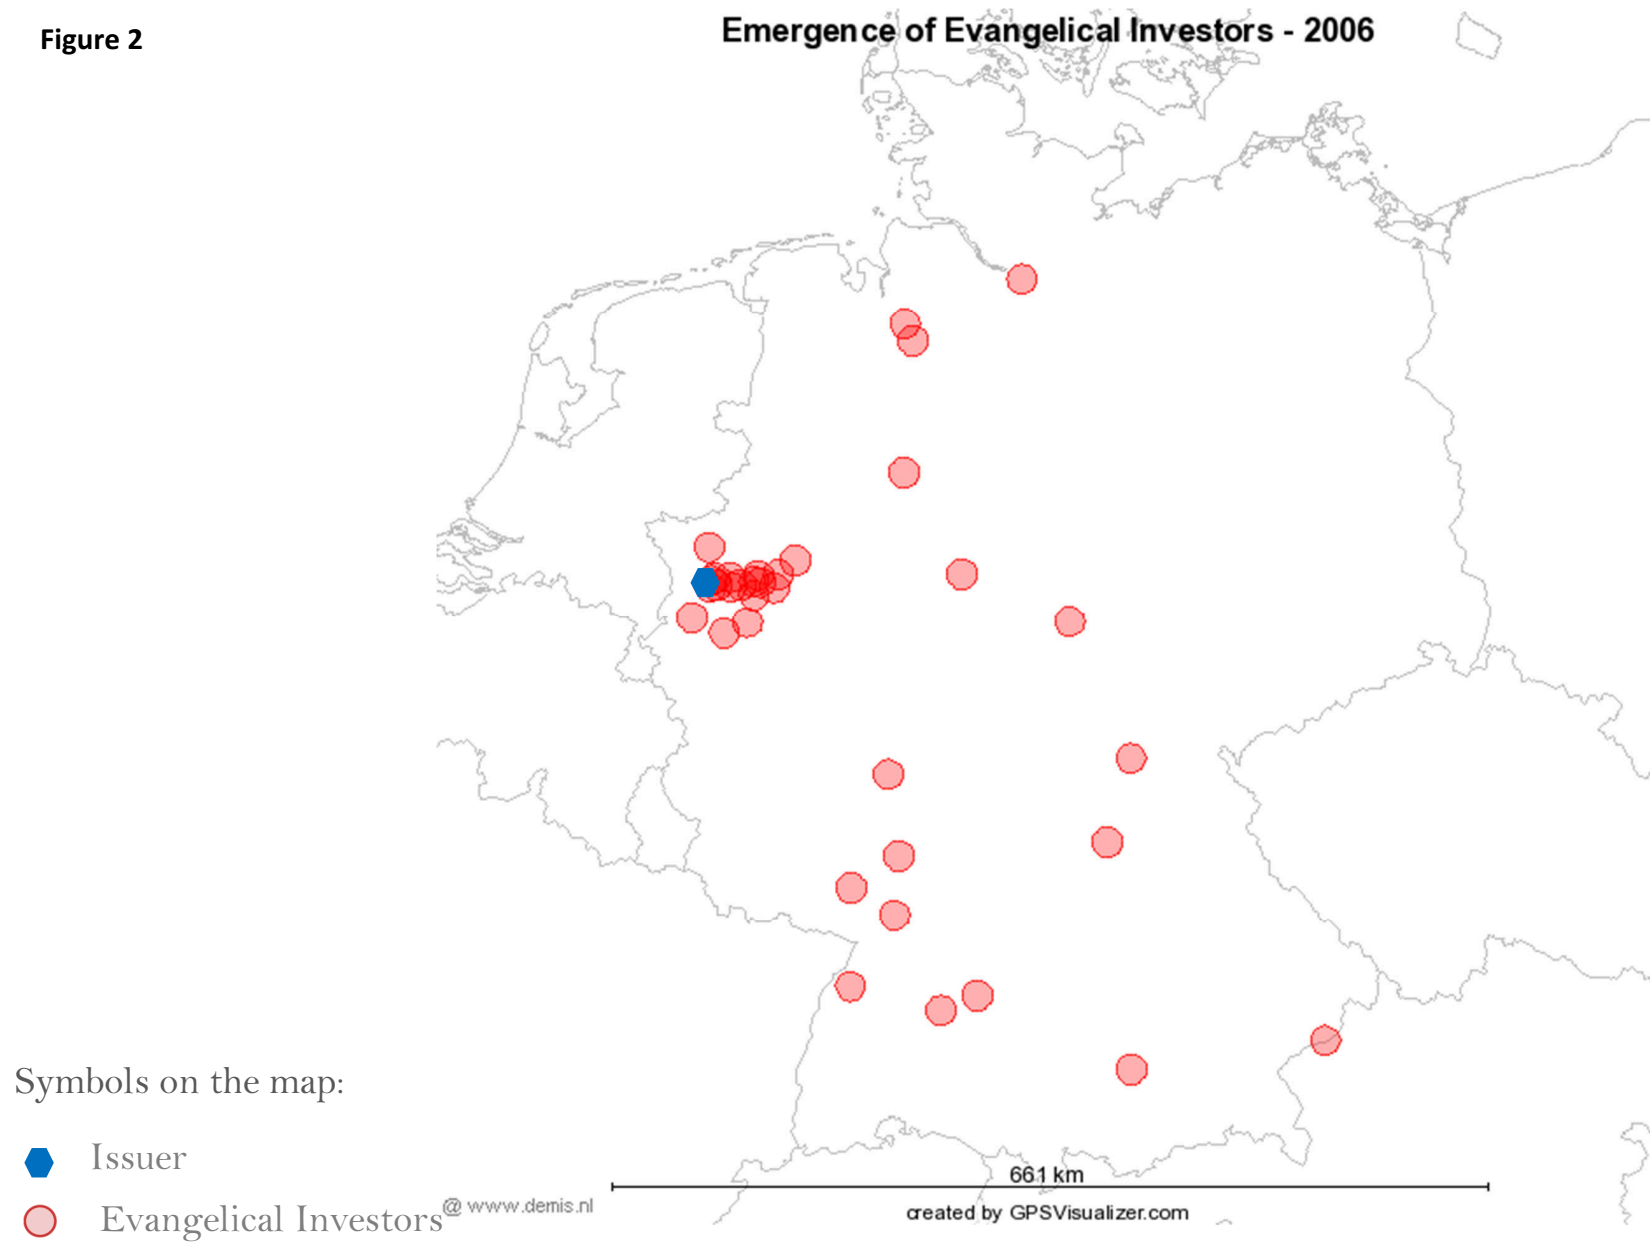 Figure 2
Emergence of Evangelical Investors - 2006
Symbols on the map:
Issuer
Evangelical Investors
@ www.demis.nl
661 km
created by GPSVisualizer.com